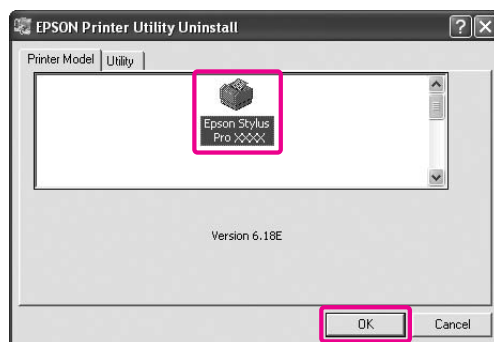 EPSON Printer Utility Uninstall
Printer Model Utility
Epson Stylus
Pro XXXX
Version 6.18E
OK Cancel